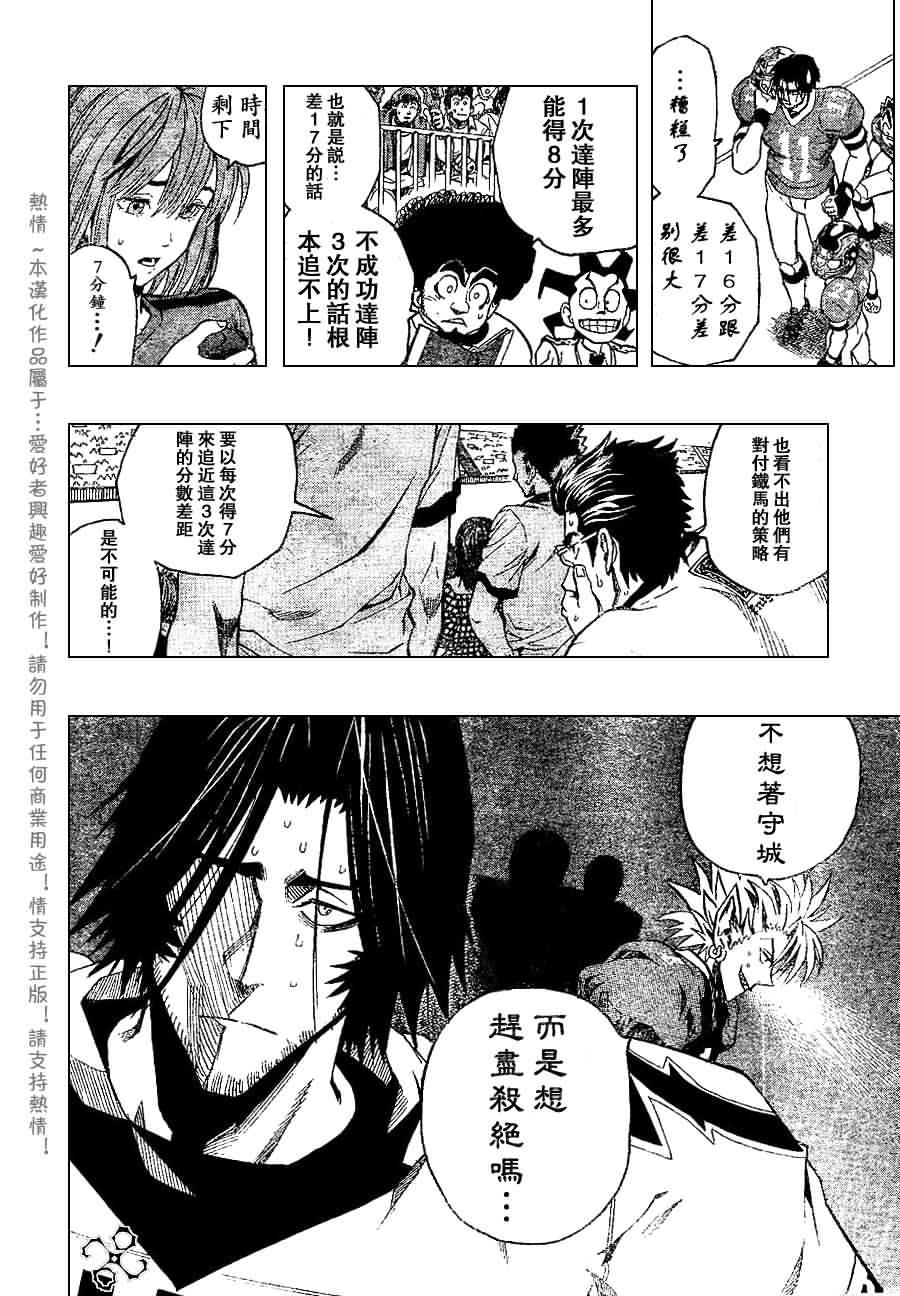 …糟糕了
差16分跟
差17分差
別很大
1次達陣最多
能得8分
也就是説…
差17分的話
不成功達陣
3次的話根
本追不上！
時間
剩下
7分鐘…！
也看不出他們有
對付鐵馬的策略
要以每次得7分
來追近這3次達
陣的分數差距
是不可能的…！
不想著守城
而是想
趕盡殺絕嗎…
熱情～本漢化作品屬于…愛好者興趣愛好制作！請勿用于任何商業用途！情支持正版！請支持熱情！